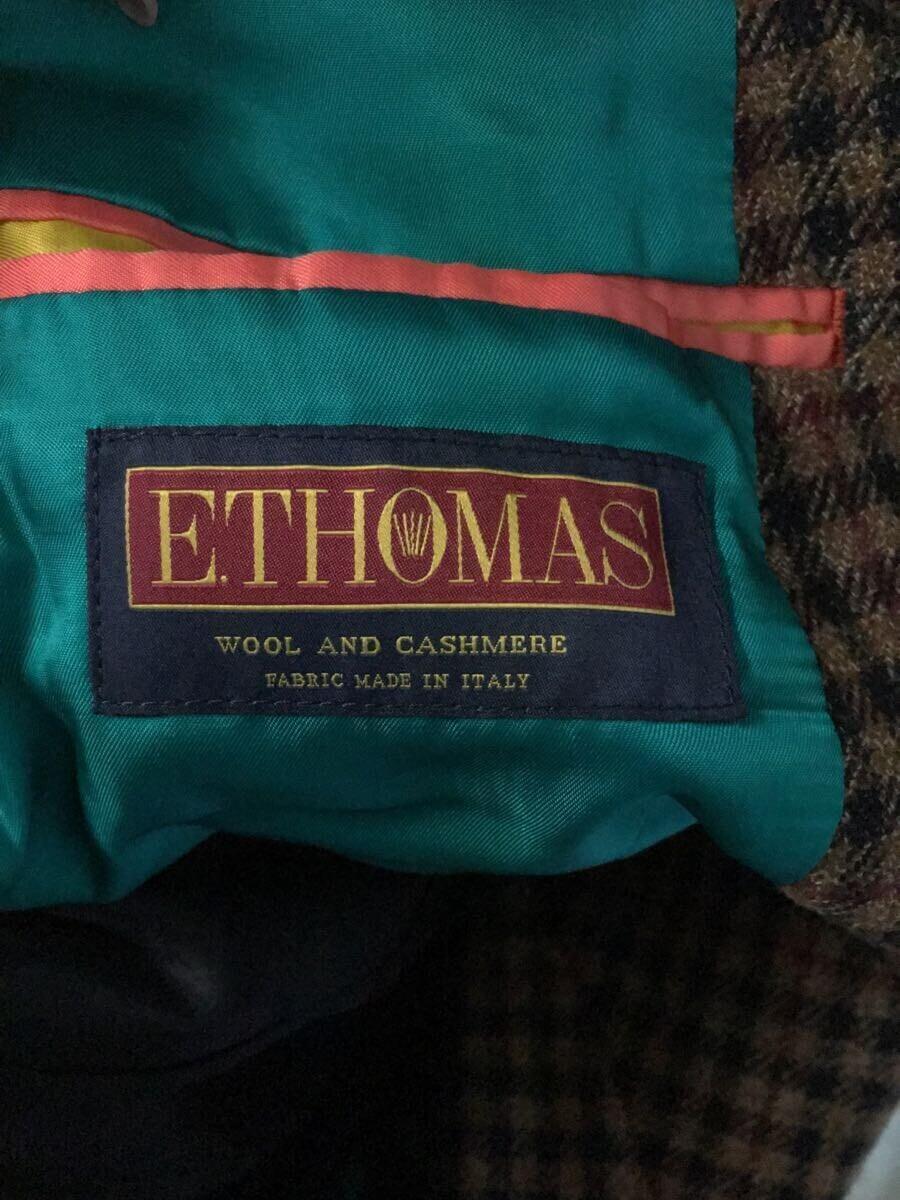 E.THOMAS
WOOL AND CASHMERE
FABRIC MADE IN ITALY